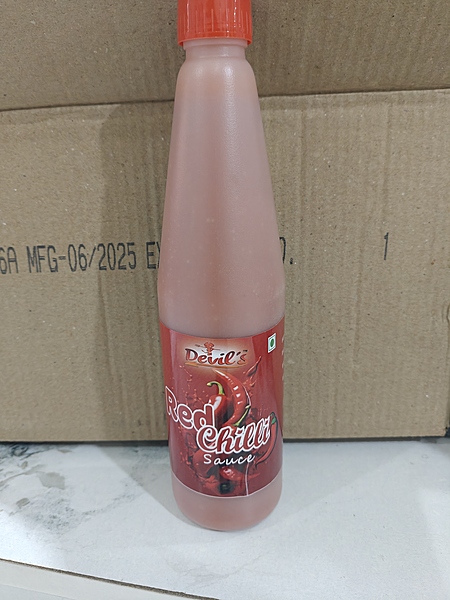 6A MFG-06/2025 EX
1
Devil's
Red
Chilli
Sauce